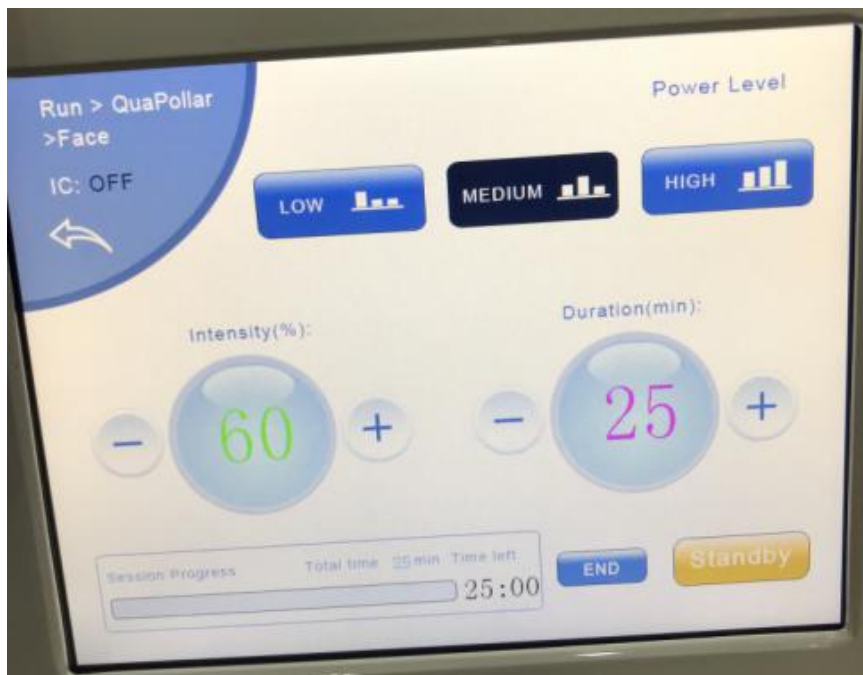 Run > QuaPollar
>Face
IC: OFF
Power Level
LOW
MEDIUM
HIGH
Intensity(%):
Duration(min):
− 60 +
− 25 +
Session Progress Total time 25 min Time left
25:00
END
Standby